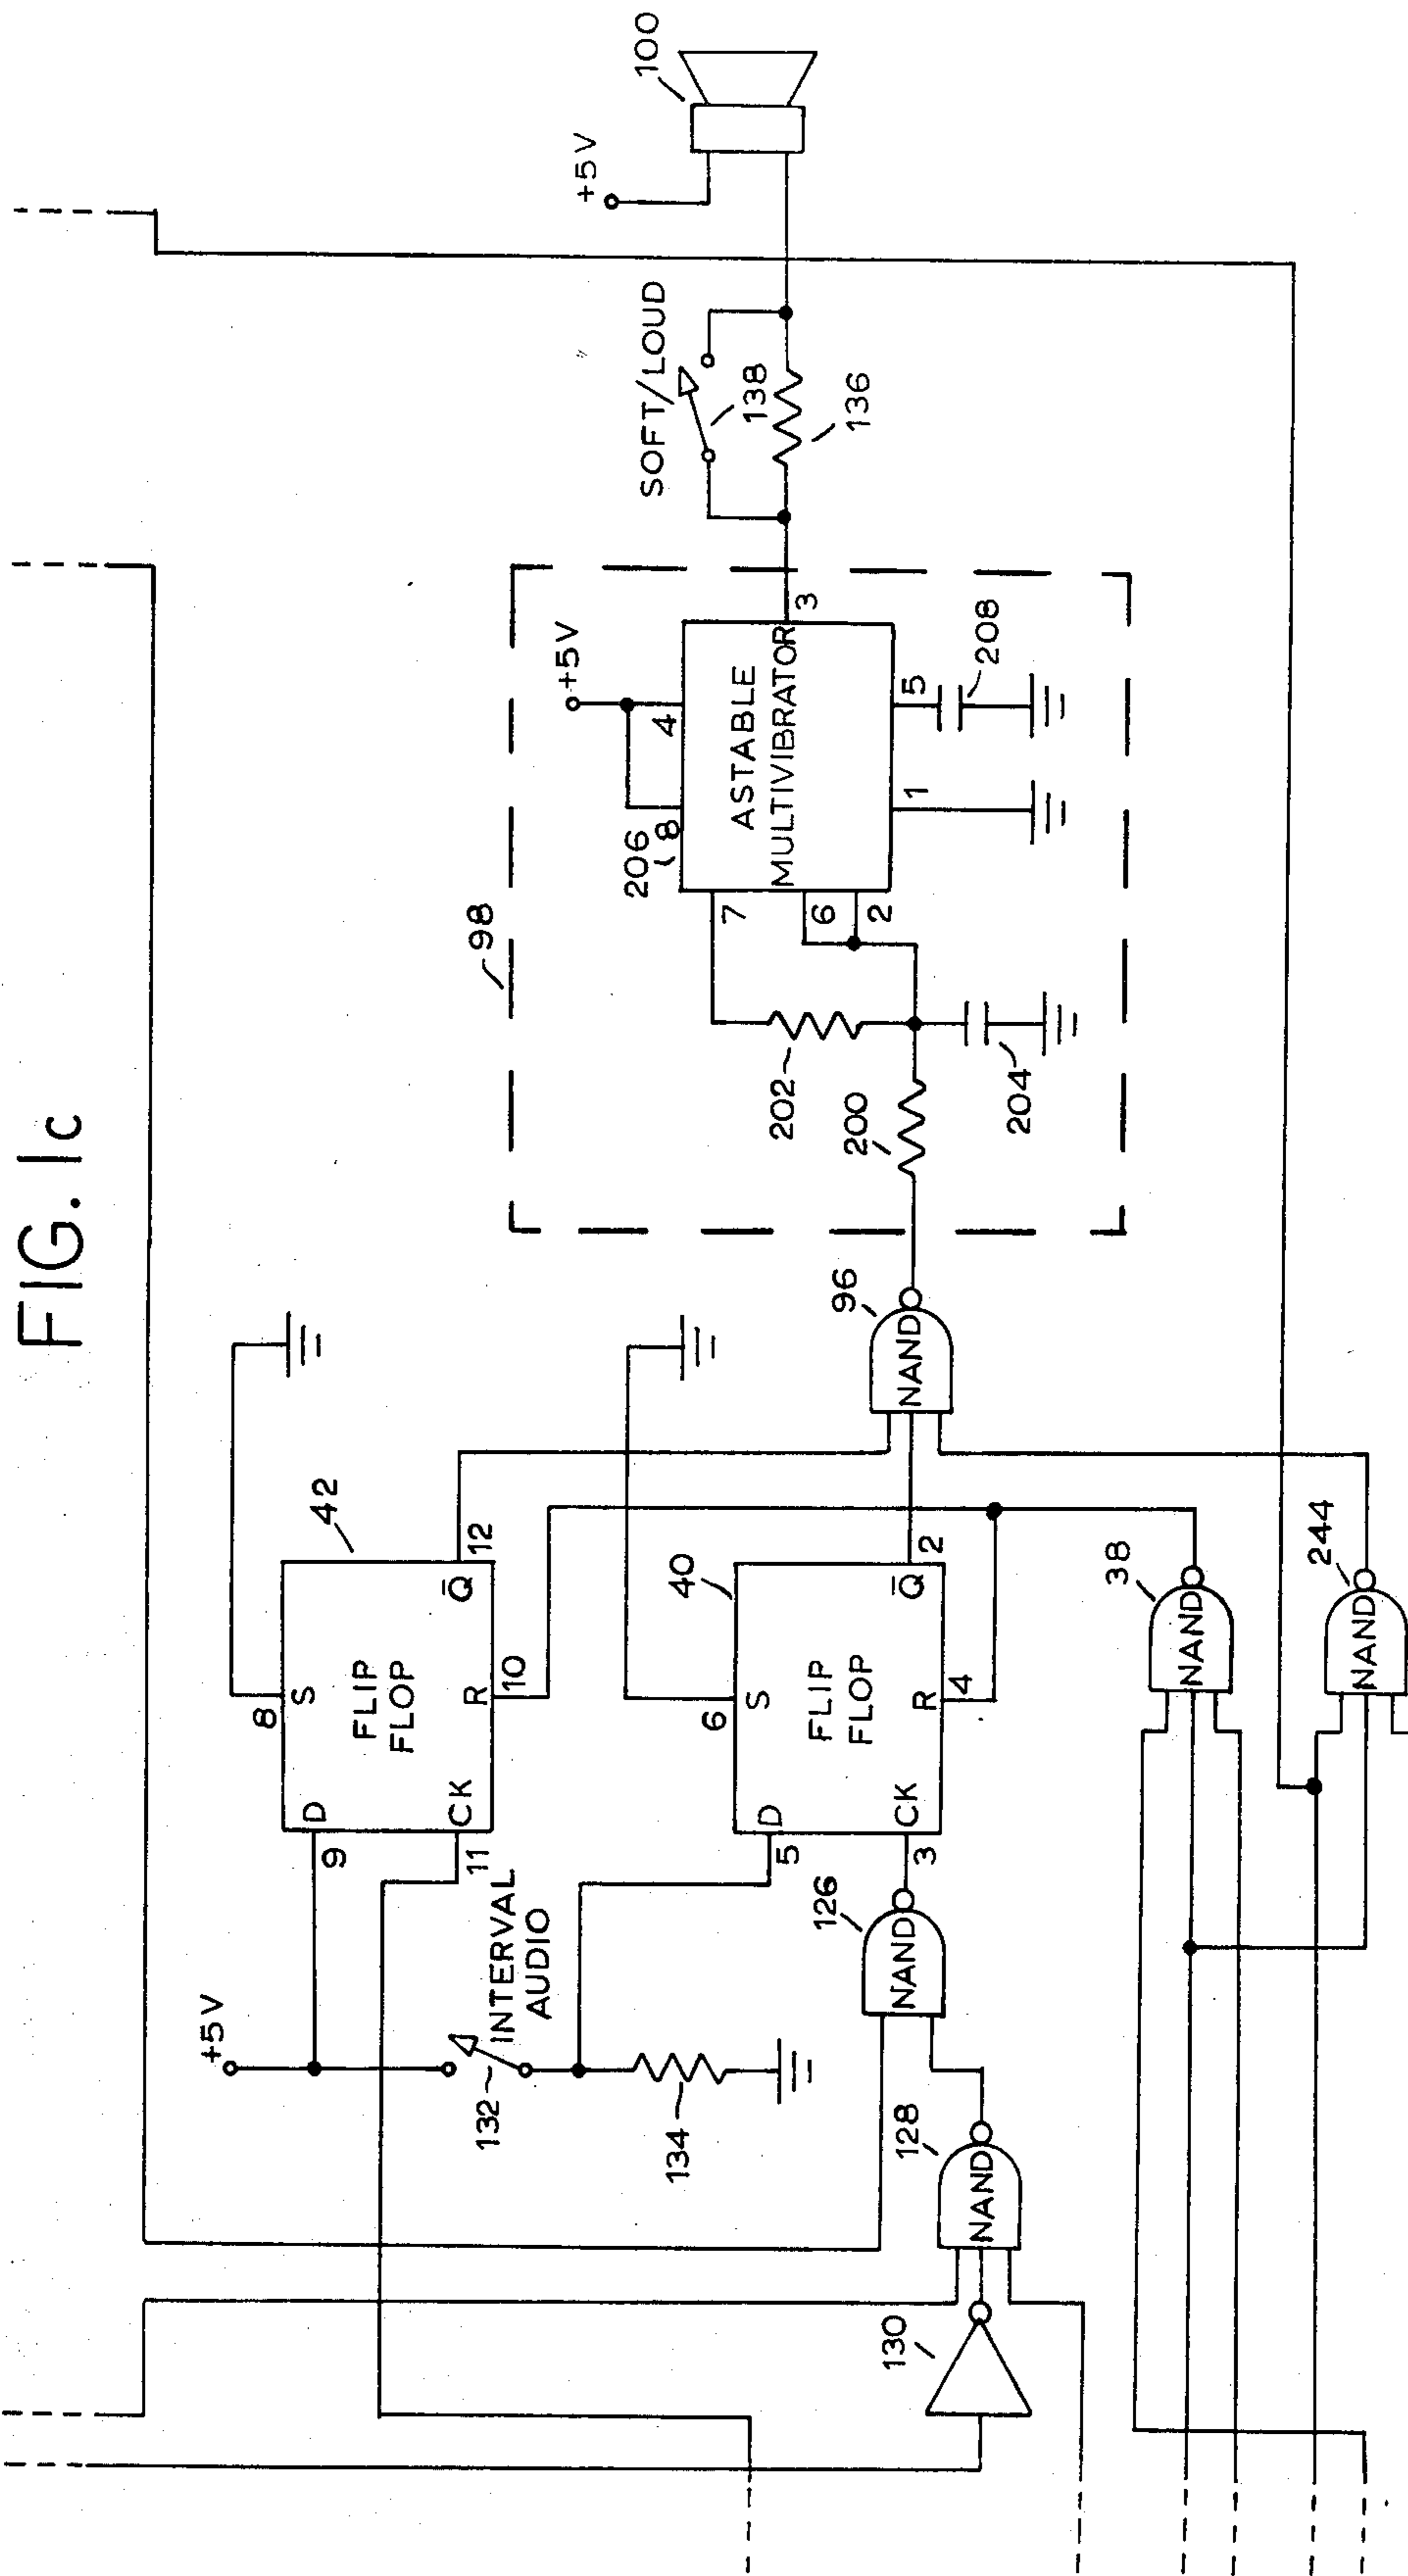 FIG. 1c
+5V
100
SOFT/LOUD
138
136
98
+5V
206
8
4
3
7
6
2
1
5
ASTABLE
MULTIVIBRATOR
208
202
200
204
96
NAND
42
8
S
D
9
FLIP
FLOP
Q̄
12
CK
11
R
10
+5V
132
INTERVAL
AUDIO
134
40
6
S
D
5
FLIP
FLOP
Q̄
2
CK
3
R
4
126
NAND
128
NAND
130
38
NAND
244
NAND